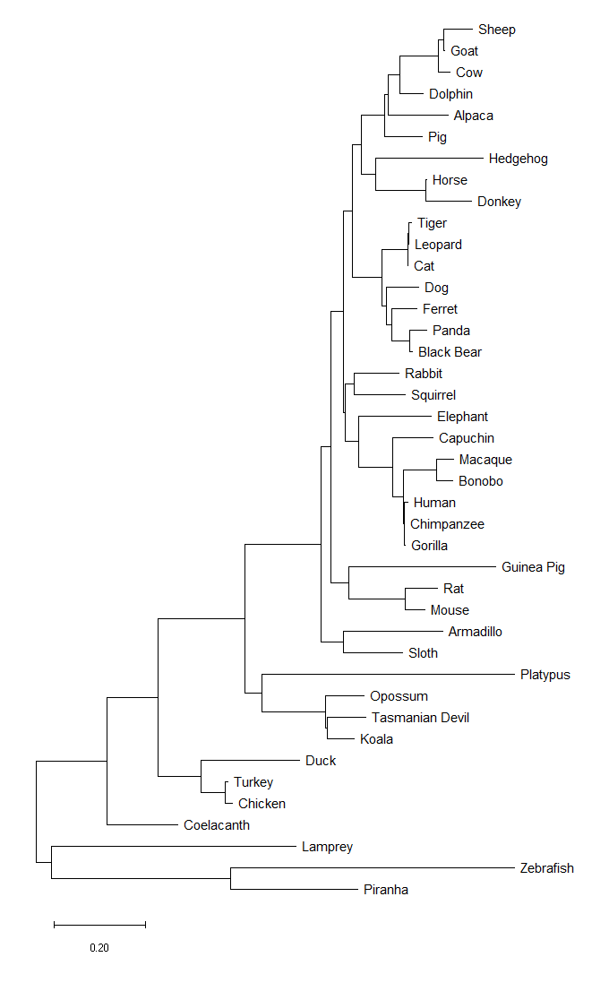 Sheep
Goat
Cow
Dolphin
Alpaca
Pig
Hedgehog
Horse
Donkey
Tiger
Leopard
Cat
Dog
Ferret
Panda
Black Bear
Rabbit
Squirrel
Elephant
Capuchin
Macaque
Bonobo
Human
Chimpanzee
Gorilla
Guinea Pig
Rat
Mouse
Armadillo
Sloth
Platypus
Opossum
Tasmanian Devil
Koala
Duck
Turkey
Chicken
Coelacanth
Lamprey
Zebrafish
Piranha
0.20